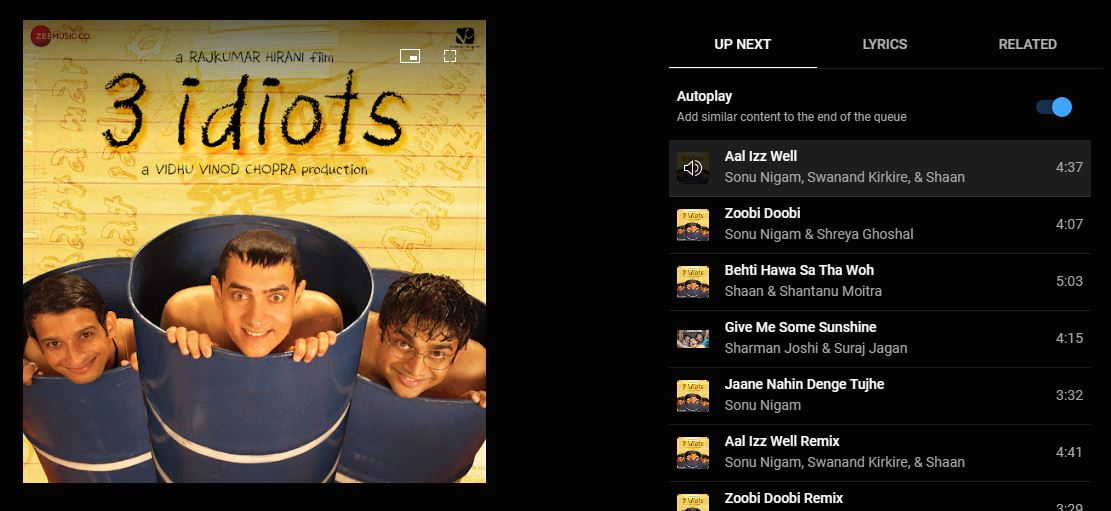 ZEE MUSIC CO.
a RAJKUMAR HIRANI film
3 idiots
a VIDHU VINOD CHOPRA production
UP NEXT
LYRICS
RELATED
Autoplay
Add similar content to the end of the queue
Aal Izz Well
Sonu Nigam, Swanand Kirkire, & Shaan
4:37
Zoobi Doobi
Sonu Nigam & Shreya Ghoshal
4:07
Behti Hawa Sa Tha Woh
Shaan & Shantanu Moitra
5:03
Give Me Some Sunshine
Sharman Joshi & Suraj Jagan
4:15
Jaane Nahin Denge Tujhe
Sonu Nigam
3:32
Aal Izz Well Remix
Sonu Nigam, Swanand Kirkire, & Shaan
4:41
Zoobi Doobi Remix
3:29